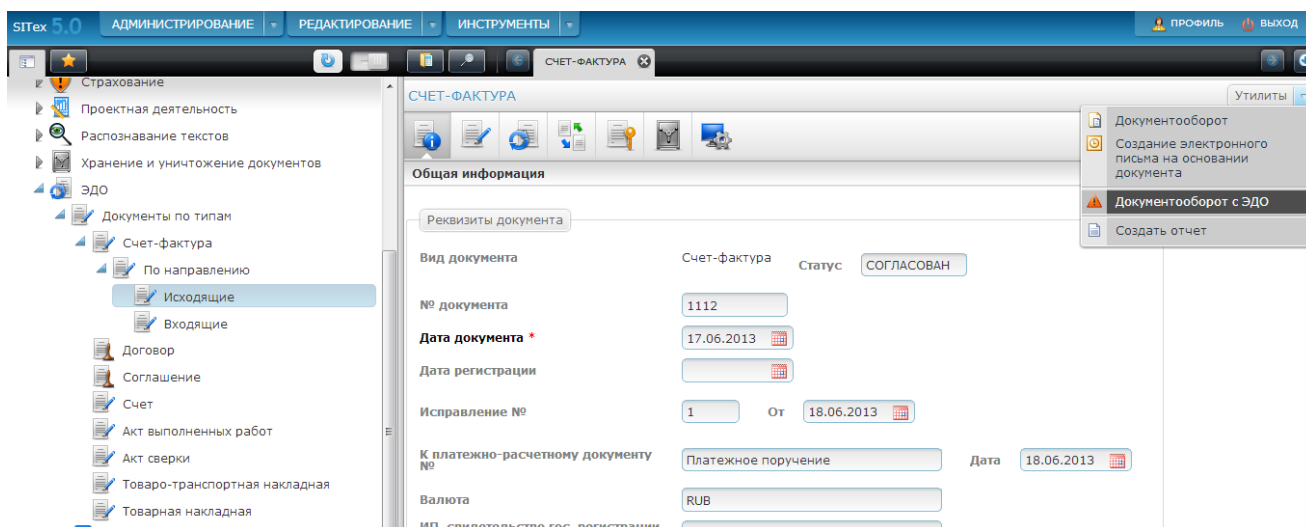 SITex 5.0 АДМИНИСТРИРОВАНИЕ РЕДАКТИРОВАНИЕ ИНСТРУМЕНТЫ ПРОФИЛЬ ВЫХОД
СЧЕТ-ФАКТУРА
Страхование
Проектная деятельность
Распознавание текстов
Хранение и уничтожение документов
ЭДО
Документы по типам
Счет-фактура
По направлению
Исходящие
Входящие
Договор
Соглашение
Счет
Акт выполненных работ
Акт сверки
Товаро-транспортная накладная
Товарная накладная
СЧЕТ-ФАКТУРА
Утилиты
Документооборот
Создание электронного
письма на основании
документа
Документооборот с ЭДО
Создать отчет
Общая информация
Реквизиты документа
Вид документа Счет-фактура Статус СОГЛАСОВАН
№ документа 1112
Дата документа * 17.06.2013
Дата регистрации
Исправление № 1 От 18.06.2013
К платежно-расчетному документу
№ Платежное поручение Дата 18.06.2013
Валюта RUB
ИП, свидетельство гос. регистрации